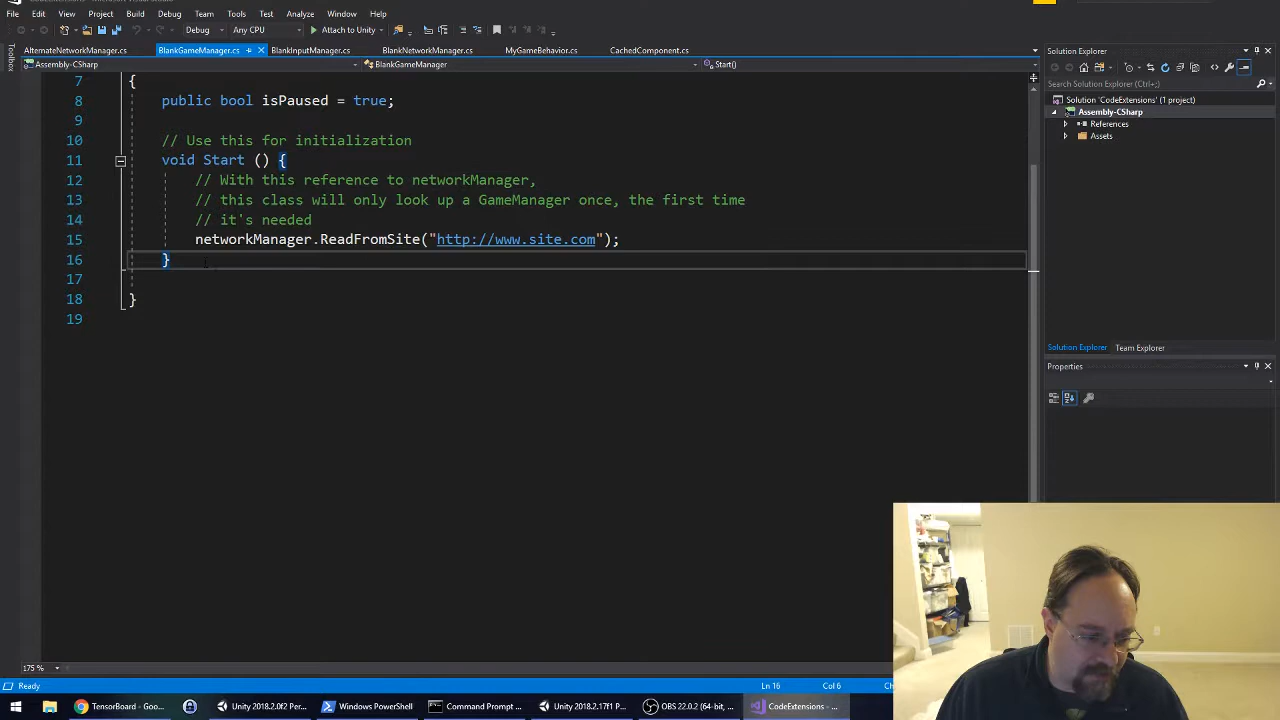 File Edit View Project Build Debug Team Tools Test Analyze Window Help
Debug Any CPU Attach to Unity
AlternateNetworkManager.cs BlankGameManager.cs BlankInputManager.cs BlankNetworkManager.cs MyGameBehavior.cs CachedComponent.cs
Assembly-CSharp BlankGameManager Start()
Toolbox
7 {
8 public bool isPaused = true;
9
10 // Use this for initialization
11 void Start () {
12 // With this reference to networkManager,
13 // this class will only look up a GameManager once, the first time
14 // it's needed
15 networkManager.ReadFromSite("http://www.site.com");
16 }
17
18 }
19
Solution Explorer
Search Solution Explorer (Ctrl+;)
Solution 'CodeExtensions' (1 project)
Assembly-CSharp
References
Assets
Solution Explorer Team Explorer
Properties
175 %
Ready Ln 16 Col 6
TensorBoard - Goo... Unity 2018.2.0f2 Per... Windows PowerShell Command Prompt ... Unity 2018.2.17f1 P... OBS 22.0.2 (64-bit, ... CodeExtensions - ...